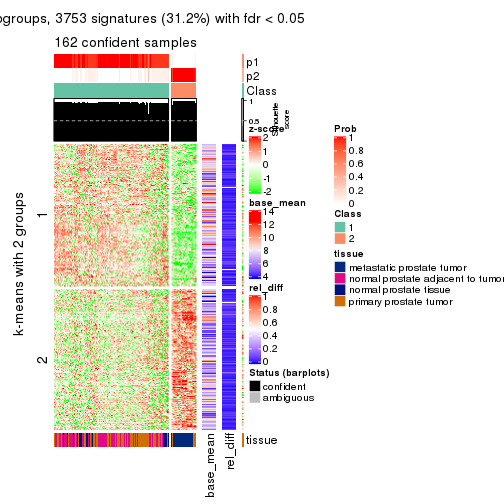 ogroups, 3753 signatures (31.2%) with fdr < 0.05
162 confident samples
p1
p2
Class
1
0.5
0
Silhouette
score
z-score
2
1
0
-1
-2
base_mean
14
12
10
8
6
4
rel_diff
1
0.8
0.6
0.4
0.2
0
Status (barplots)
confident
ambiguous
Prob
1
0.8
0.6
0.4
0.2
0
Class
1
2
tissue
metastatic prostate tumor
normal prostate adjacent to tumor
normal prostate tissue
primary prostate tumor
k-means with 2 groups
1
2
base_mean
rel_diff
tissue